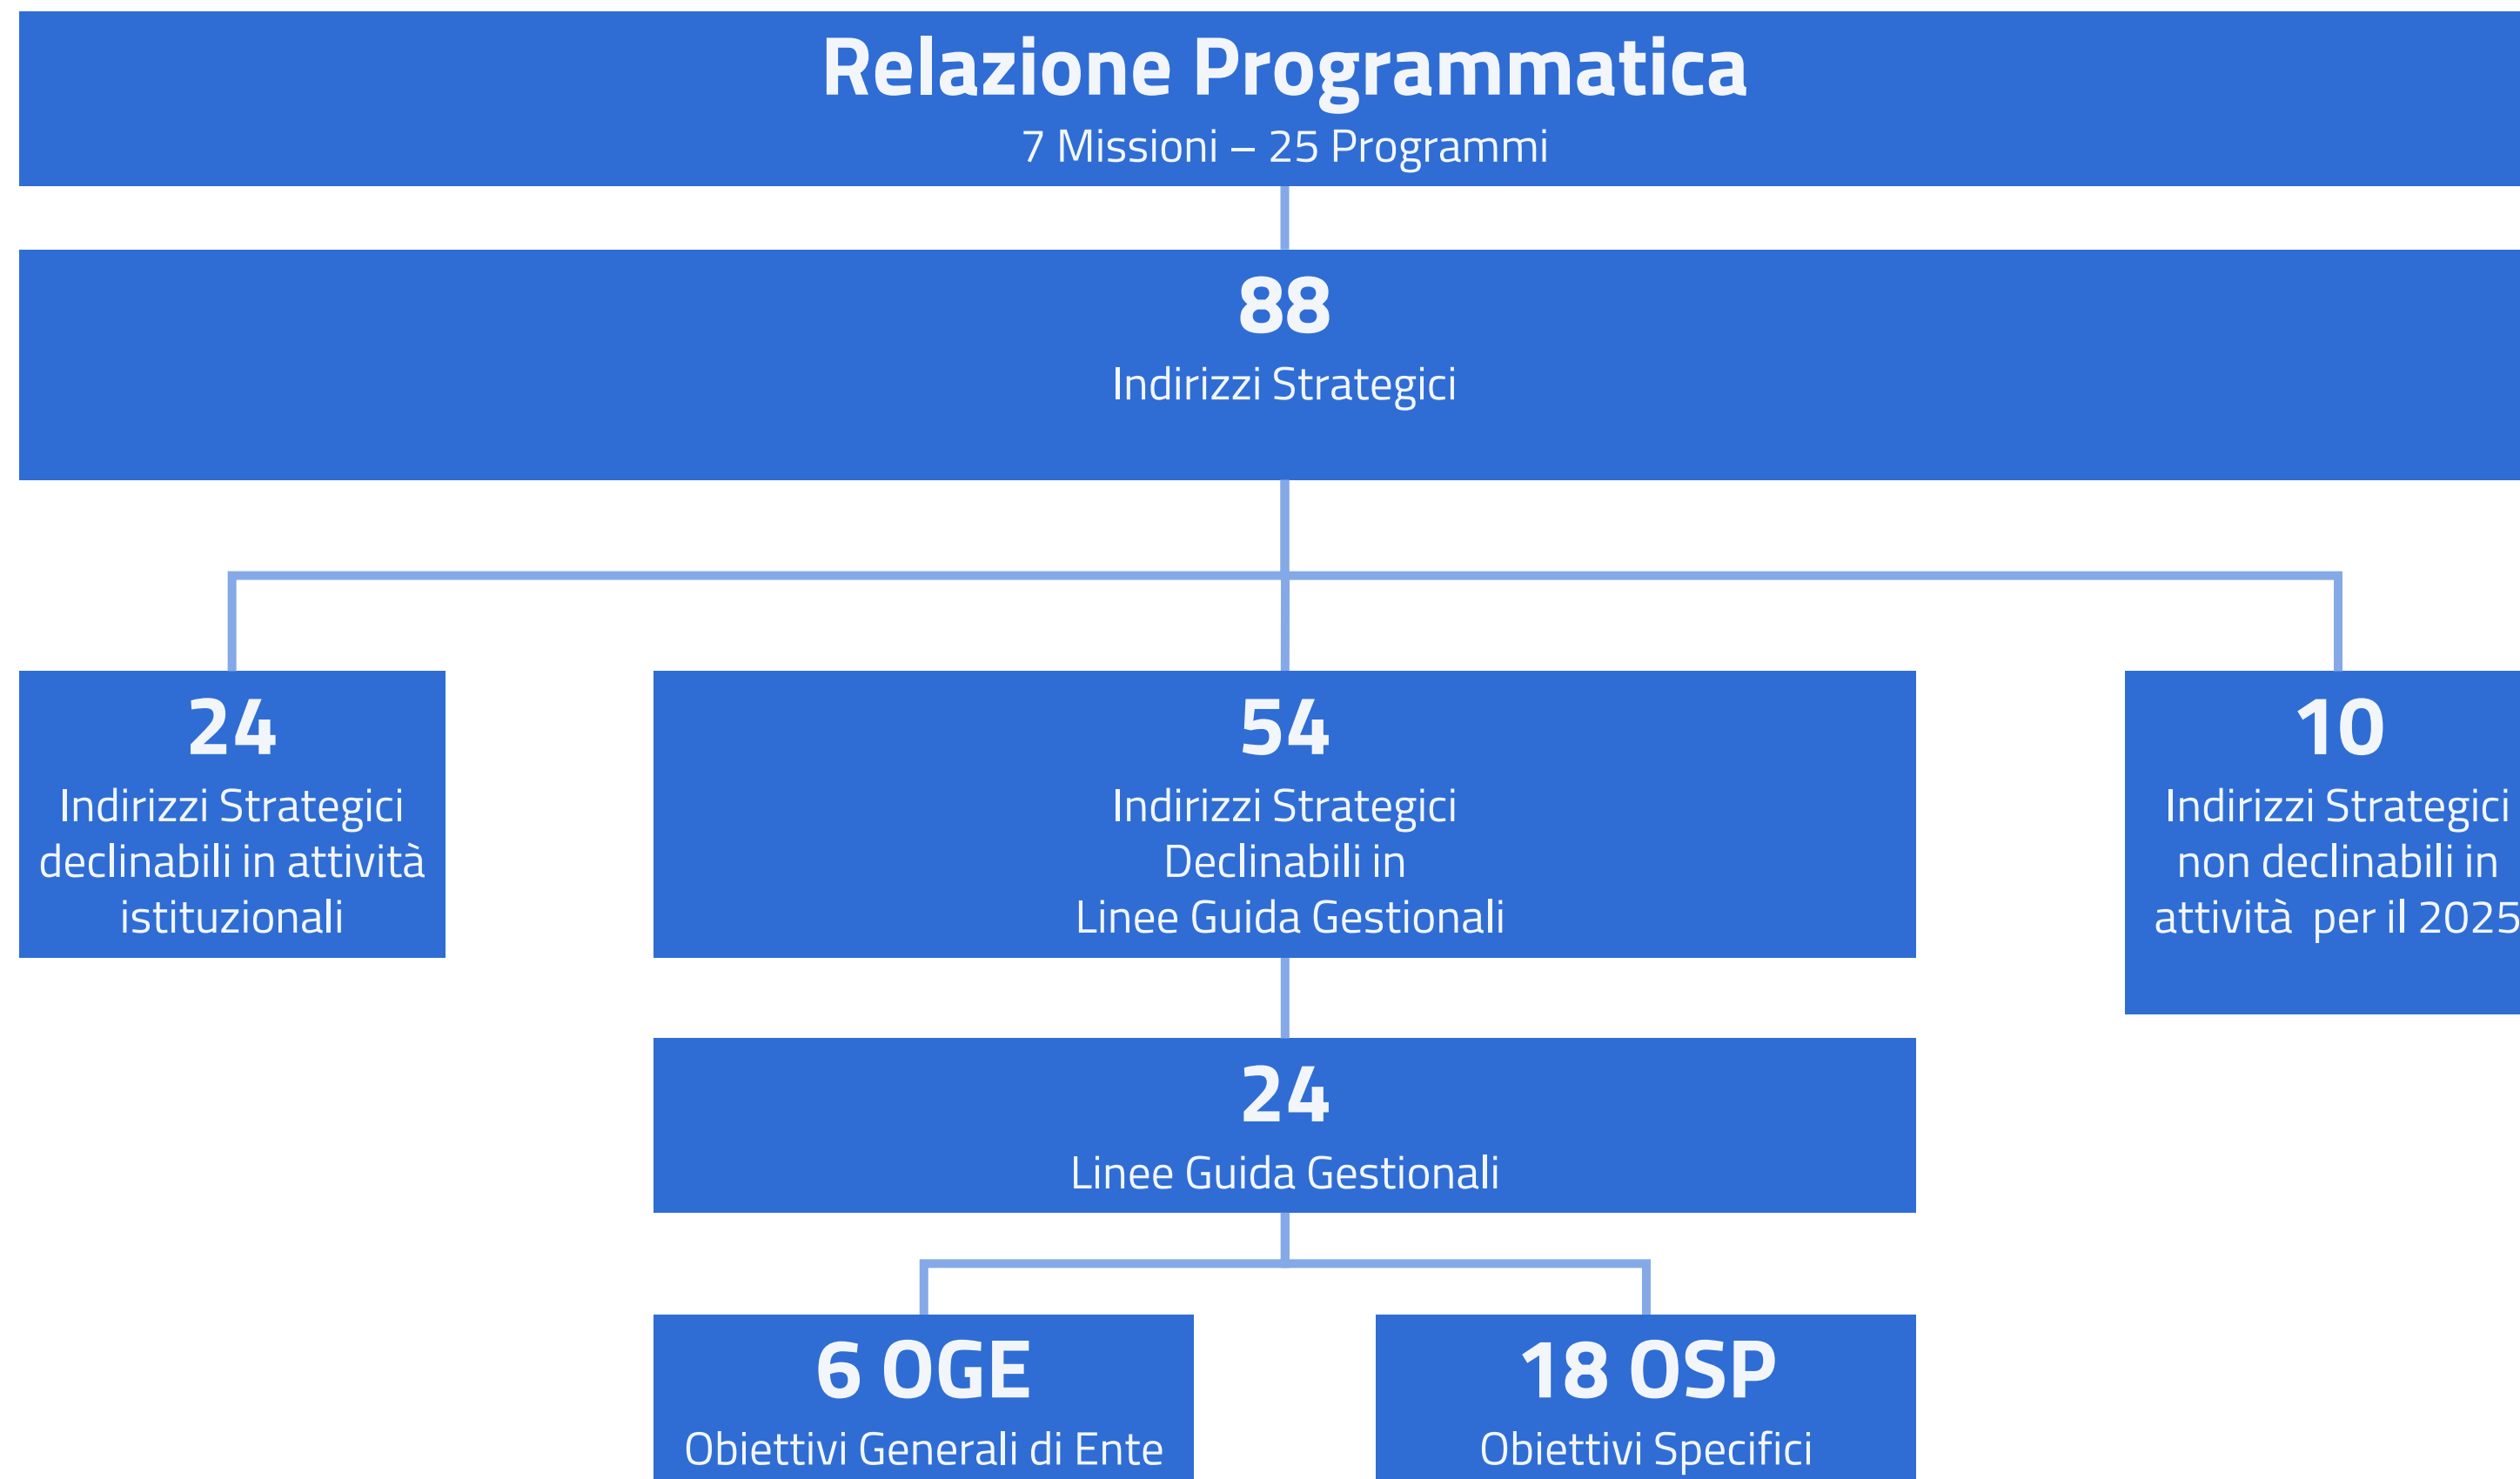 Relazione Programmatica
7 Missioni – 25 Programmi
88
Indirizzi Strategici
24
Indirizzi Strategici
declinabili in attività
istituzionali
54
Indirizzi Strategici
Declinabili in
Linee Guida Gestionali
10
Indirizzi Strategici
non declinabili in
attività per il 2025
24
Linee Guida Gestionali
6 OGE
Obiettivi Generali di Ente
18 OSP
Obiettivi Specifici